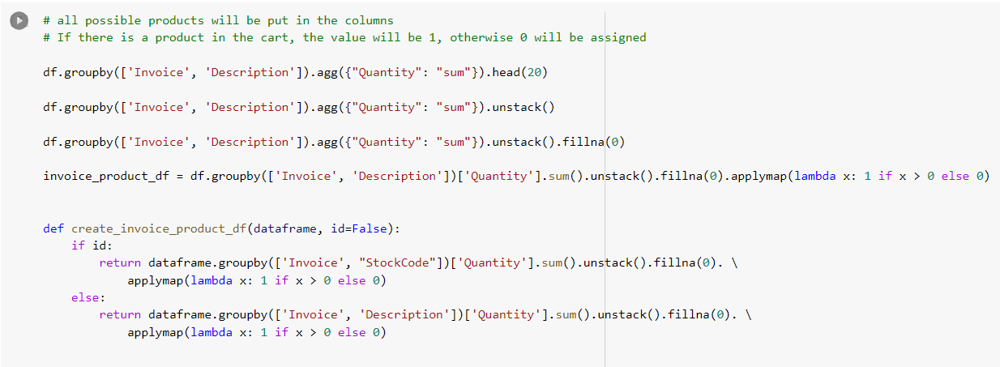 # all possible products will be put in the columns
# If there is a product in the cart, the value will be 1, otherwise 0 will be assigned
df.groupby(['Invoice', 'Description']).agg({"Quantity": "sum"}).head(20)
df.groupby(['Invoice', 'Description']).agg({"Quantity": "sum"}).unstack()
df.groupby(['Invoice', 'Description']).agg({"Quantity": "sum"}).unstack().fillna(0)
invoice_product_df = df.groupby(['Invoice', 'Description'])['Quantity'].sum().unstack().fillna(0).applymap(lambda x: 1 if x > 0 else 0)
def create_invoice_product_df(dataframe, id=False):
    if id:
        return dataframe.groupby(['Invoice', "StockCode"])['Quantity'].sum().unstack().fillna(0). \
            applymap(lambda x: 1 if x > 0 else 0)
    else:
        return dataframe.groupby(['Invoice', 'Description'])['Quantity'].sum().unstack().fillna(0). \
            applymap(lambda x: 1 if x > 0 else 0)